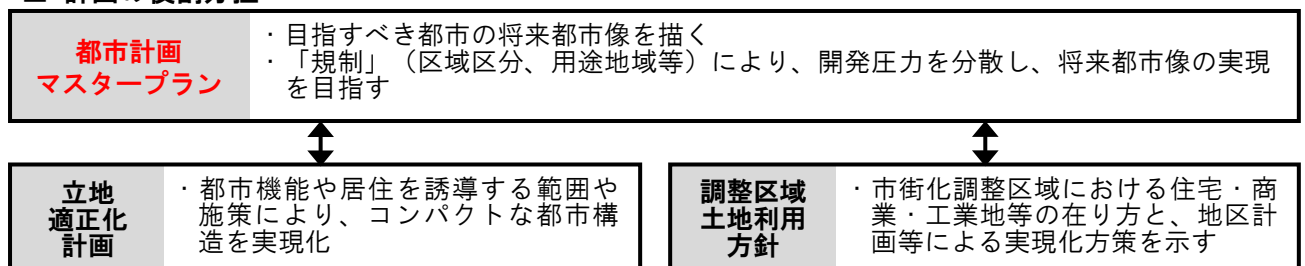 都市計画
マスタープラン
・目指すべき都市の将来都市像を描く
・「規制」（区域区分、用途地域等）により、開発圧力を分散し、将来都市像の実現
を目指す
立地
適正化
計画
・都市機能や居住を誘導する範囲や
施策により、コンパクトな都市構
造を実現化
調整区域
土地利用
方針
・市街化調整区域における住宅・商
業・工業地等の在り方と、地区計
画等による実現化方策を示す